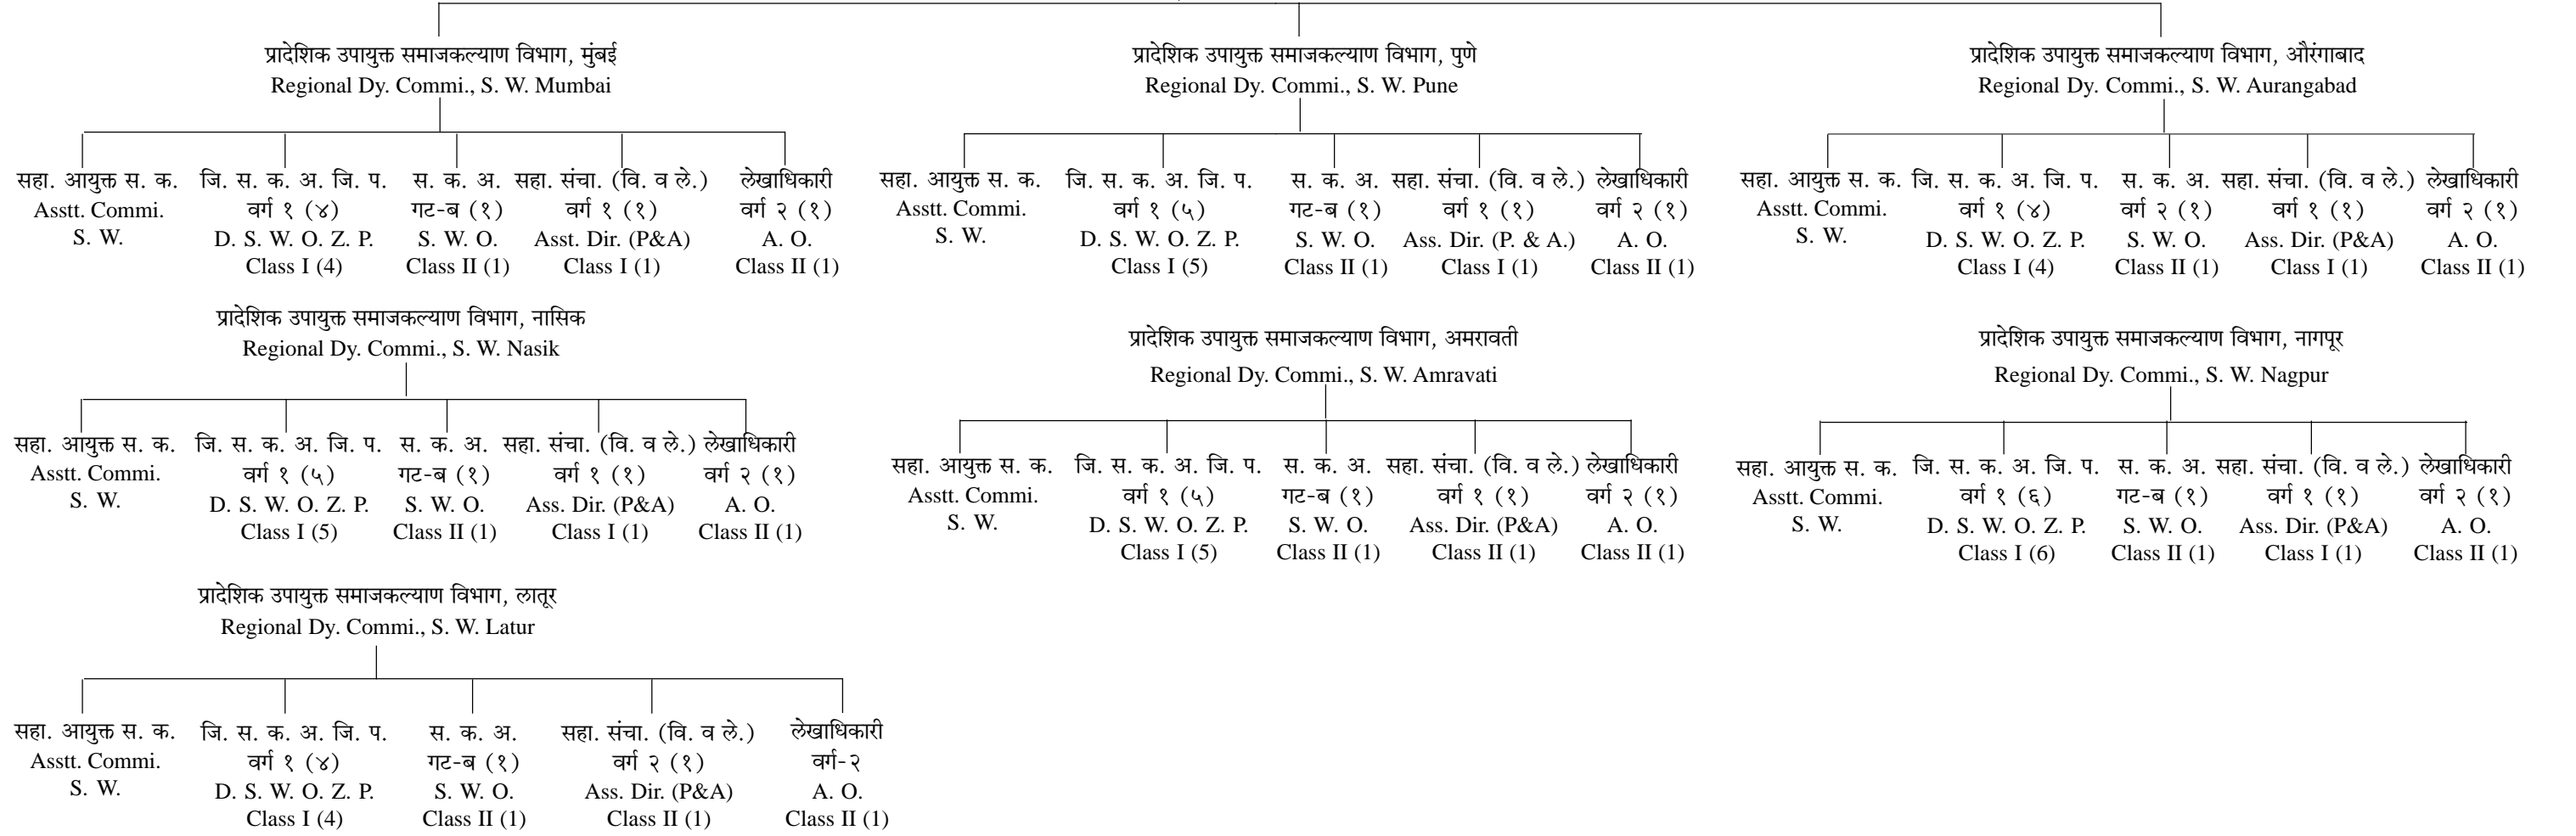 प्रादेशिक उपायुक्त समाजकल्याण विभाग, मुंबई
Regional Dy. Commi., S. W. Mumbai
सहा. आयुक्त स. क.
Asstt. Commi.
S. W.
जि. स. क. अ. जि. प.
वर्ग १ (४)
D. S. W. O. Z. P.
Class I (4)
स. क. अ.
गट-ब (१)
S. W. O.
Class II (1)
सहा. संचा. (वि. व ले.)
वर्ग १ (१)
Asst. Dir. (P&A)
Class I (1)
लेखाधिकारी
वर्ग २ (१)
A. O.
Class II (1)
प्रादेशिक उपायुक्त समाजकल्याण विभाग, पुणे
Regional Dy. Commi., S. W. Pune
सहा. आयुक्त स. क.
Asstt. Commi.
S. W.
जि. स. क. अ. जि. प.
वर्ग १ (५)
D. S. W. O. Z. P.
Class I (5)
स. क. अ.
गट-ब (१)
S. W. O.
Class II (1)
सहा. संचा. (वि. व ले.)
वर्ग १ (१)
Ass. Dir. (P. & A.)
Class I (1)
लेखाधिकारी
वर्ग २ (१)
A. O.
Class II (1)
प्रादेशिक उपायुक्त समाजकल्याण विभाग, औरंगाबाद
Regional Dy. Commi., S. W. Aurangabad
सहा. आयुक्त स. क.
Asstt. Commi.
S. W.
जि. स. क. अ. जि. प.
वर्ग १ (४)
D. S. W. O. Z. P.
Class I (4)
स. क. अ.
वर्ग २ (१)
S. W. O.
Class II (1)
सहा. संचा. (वि. व ले.)
वर्ग १ (१)
Ass. Dir. (P&A)
Class I (1)
लेखाधिकारी
वर्ग २ (१)
A. O.
Class II (1)
प्रादेशिक उपायुक्त समाजकल्याण विभाग, नासिक
Regional Dy. Commi., S. W. Nasik
सहा. आयुक्त स. क.
Asstt. Commi.
S. W.
जि. स. क. अ. जि. प.
वर्ग १ (५)
D. S. W. O. Z. P.
Class I (5)
स. क. अ.
गट-ब (१)
S. W. O.
Class II (1)
सहा. संचा. (वि. व ले.)
वर्ग १ (१)
Ass. Dir. (P&A)
Class I (1)
लेखाधिकारी
वर्ग २ (१)
A. O.
Class II (1)
प्रादेशिक उपायुक्त समाजकल्याण विभाग, अमरावती
Regional Dy. Commi., S. W. Amravati
सहा. आयुक्त स. क.
Asstt. Commi.
S. W.
जि. स. क. अ. जि. प.
वर्ग १ (५)
D. S. W. O. Z. P.
Class I (5)
स. क. अ.
गट-ब (१)
S. W. O.
Class II (1)
सहा. संचा. (वि. व ले.)
वर्ग १ (१)
Ass. Dir. (P&A)
Class II (1)
लेखाधिकारी
वर्ग २ (१)
A. O.
Class II (1)
प्रादेशिक उपायुक्त समाजकल्याण विभाग, नागपूर
Regional Dy. Commi., S. W. Nagpur
सहा. आयुक्त स. क.
Asstt. Commi.
S. W.
जि. स. क. अ. जि. प.
वर्ग १ (६)
D. S. W. O. Z. P.
Class I (6)
स. क. अ.
गट-ब (१)
S. W. O.
Class II (1)
सहा. संचा. (वि. व ले.)
वर्ग १ (१)
Ass. Dir. (P&A)
Class I (1)
लेखाधिकारी
वर्ग २ (१)
A. O.
Class II (1)
प्रादेशिक उपायुक्त समाजकल्याण विभाग, लातूर
Regional Dy. Commi., S. W. Latur
सहा. आयुक्त स. क.
Asstt. Commi.
S. W.
जि. स. क. अ. जि. प.
वर्ग १ (४)
D. S. W. O. Z. P.
Class I (4)
स. क. अ.
गट-ब (१)
S. W. O.
Class II (1)
सहा. संचा. (वि. व ले.)
वर्ग २ (१)
Ass. Dir. (P&A)
Class II (1)
लेखाधिकारी
वर्ग-२
A. O.
Class II (1)